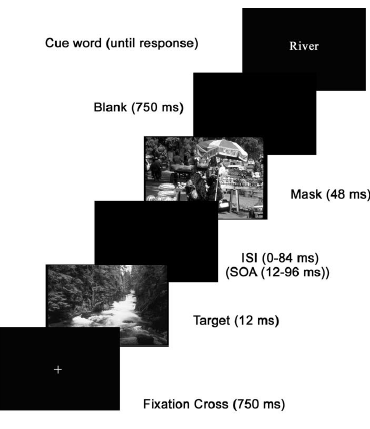 Cue word (until response)
River
Blank (750 ms)
Mask (48 ms)
ISI (0-84 ms)
(SOA (12-96 ms))
Target (12 ms)
+
Fixation Cross (750 ms)